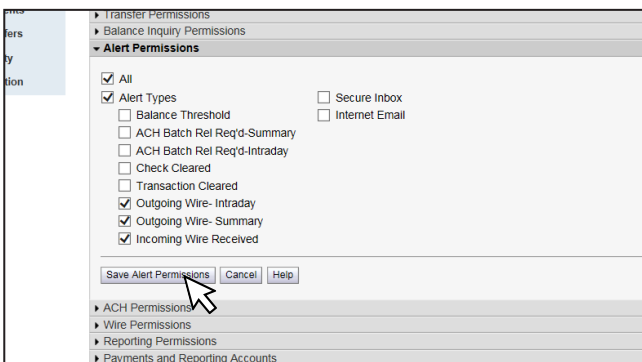 Transfer Permissions
fers
Balance Inquiry Permissions
Alert Permissions
ty
tion
All
Alert Types
Secure Inbox
Balance Threshold
Internet Email
ACH Batch Rel Req'd-Summary
ACH Batch Rel Req'd-Intraday
Check Cleared
Transaction Cleared
Outgoing Wire- Intraday
Outgoing Wire- Summary
Incoming Wire Received
Save Alert Permissions Cancel Help
ACH Permissions
Wire Permissions
Reporting Permissions
Payments and Reporting Accounts